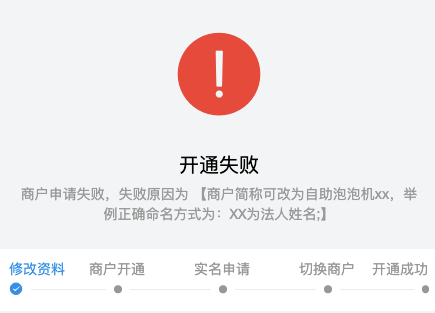 开通失败
商户申请失败，失败原因为 【商户简称可改为自助泡泡机xx，举
例正确命名方式为：XX为法人姓名;】
修改资料 商户开通 实名申请 切换商户 开通成功